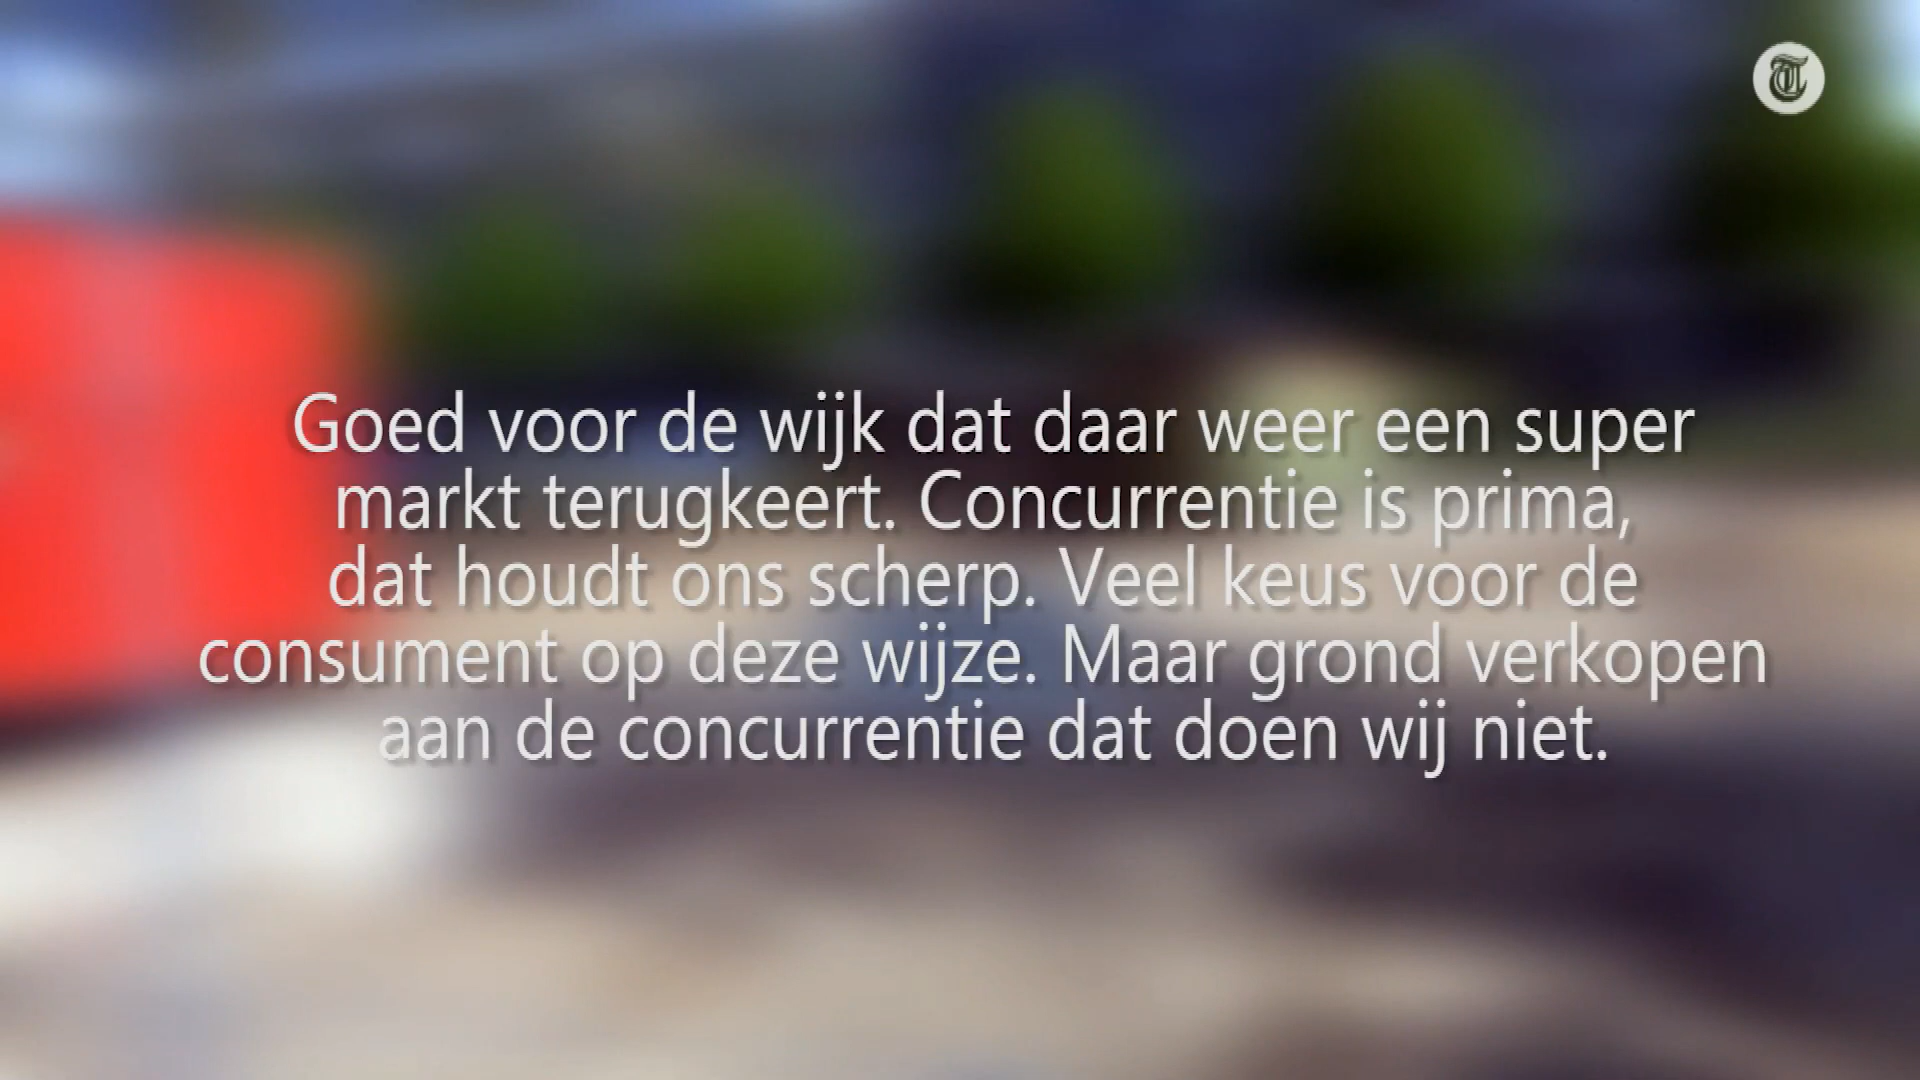 Goed voor de wijk dat daar weer een super
markt terugkeert. Concurrentie is prima,
dat houdt ons scherp. Veel keus voor de
consument op deze wijze. Maar grond verkopen
aan de concurrentie dat doen wij niet.